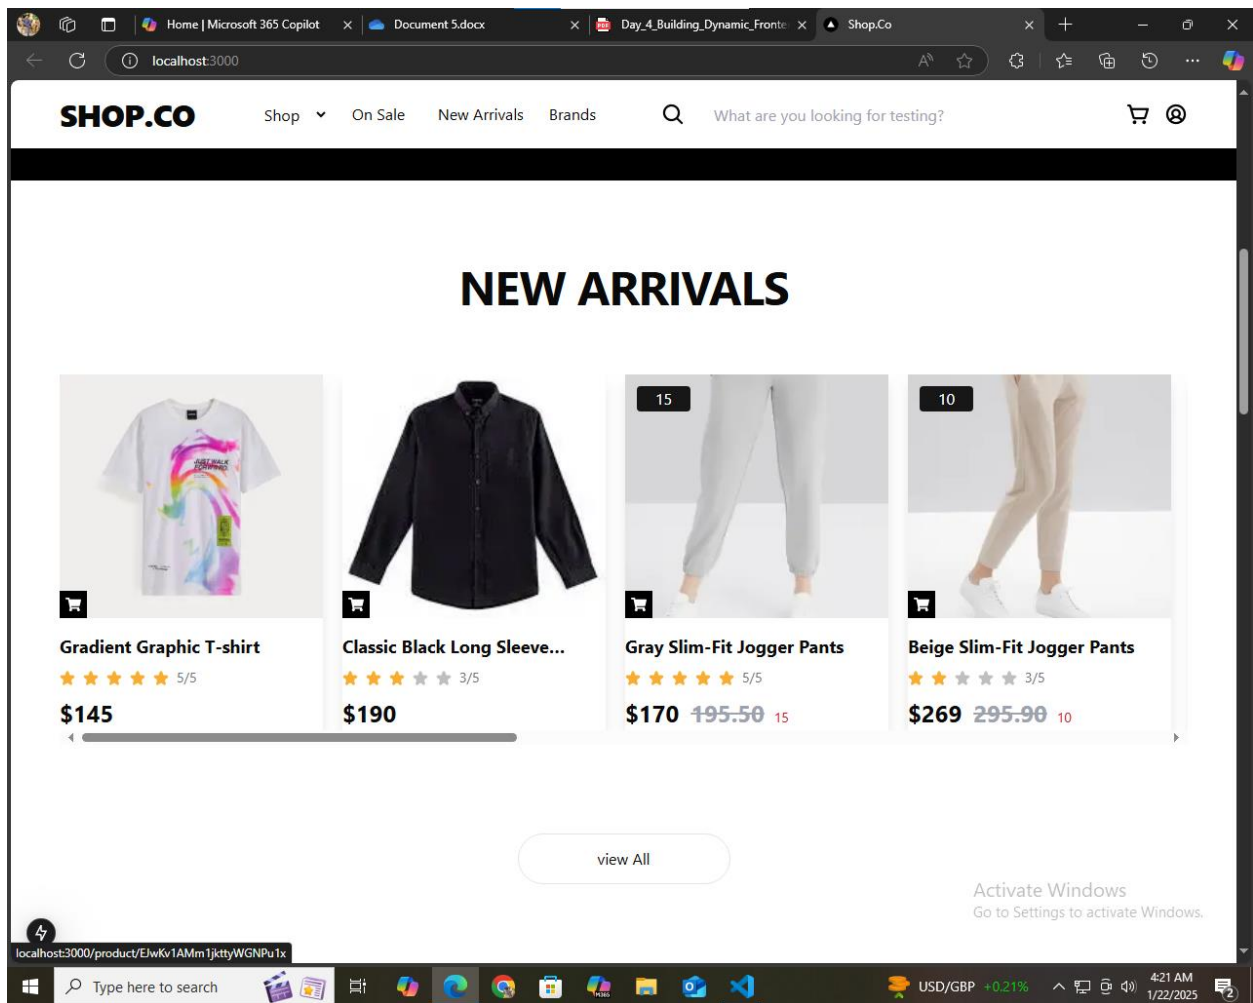 Home | Microsoft 365 Copilot
Document 5.docx
Day_4_Building_Dynamic_Fronte
Shop.Co
localhost:3000
SHOP.CO
Shop
On Sale
New Arrivals
Brands
What are you looking for testing?
NEW ARRIVALS
15
10
JUST WALK
FORWARD.
Gradient Graphic T-shirt
Classic Black Long Sleeve...
Gray Slim-Fit Jogger Pants
Beige Slim-Fit Jogger Pants
5/5
3/5
5/5
3/5
$145
$190
$170 195.50 15
$269 295.90 10
view All
Activate Windows
Go to Settings to activate Windows.
localhost:3000/product/EJwKv1AMm1jkttyWGNPu1x
Type here to search
USD/GBP +0.21%
4:21 AM
1/22/2025
2